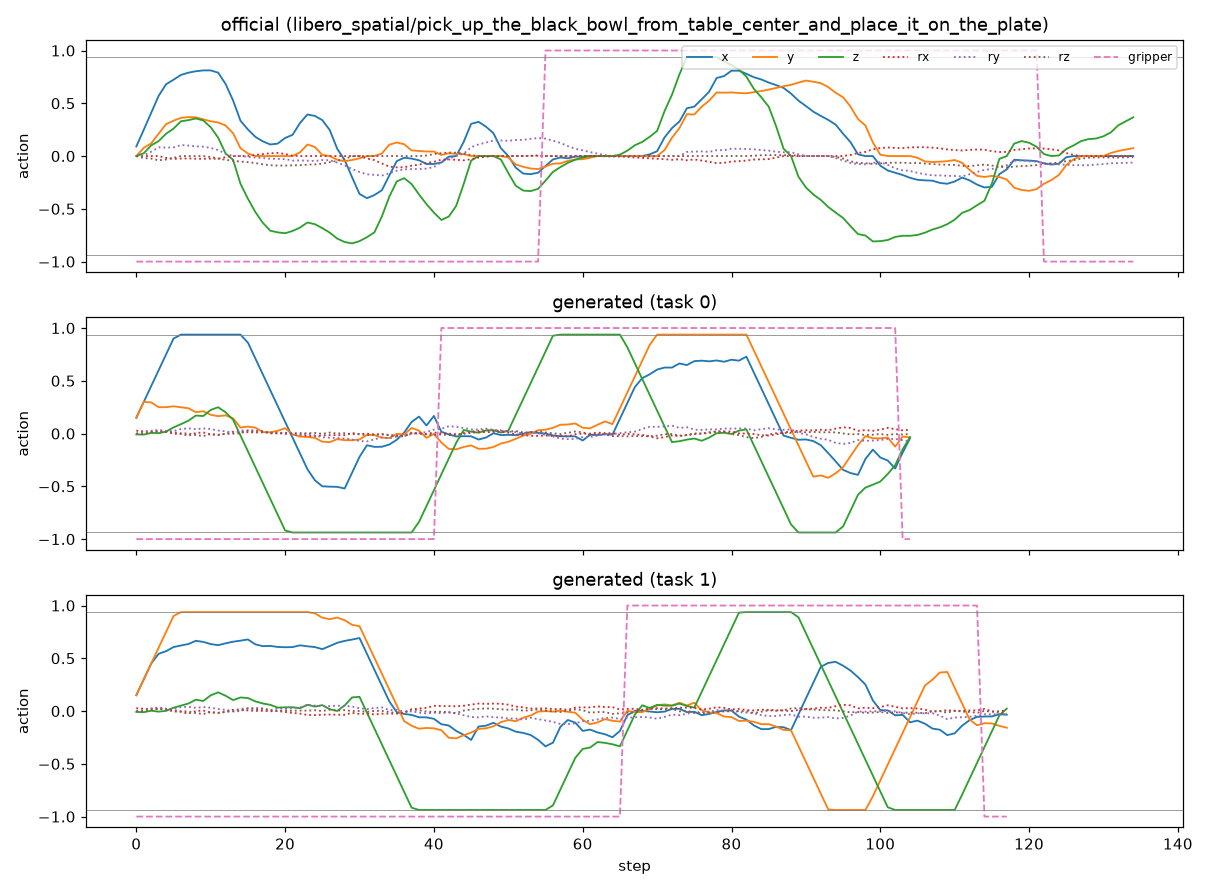 official (libero_spatial/pick_up_the_black_bowl_from_table_center_and_place_it_on_the_plate)
x y z rx ry rz gripper
1.0
0.5
0.0
−0.5
−1.0
action
generated (task 0)
1.0
0.5
0.0
−0.5
−1.0
action
generated (task 1)
1.0
0.5
0.0
−0.5
−1.0
action
0 20 40 60 80 100 120 140
step